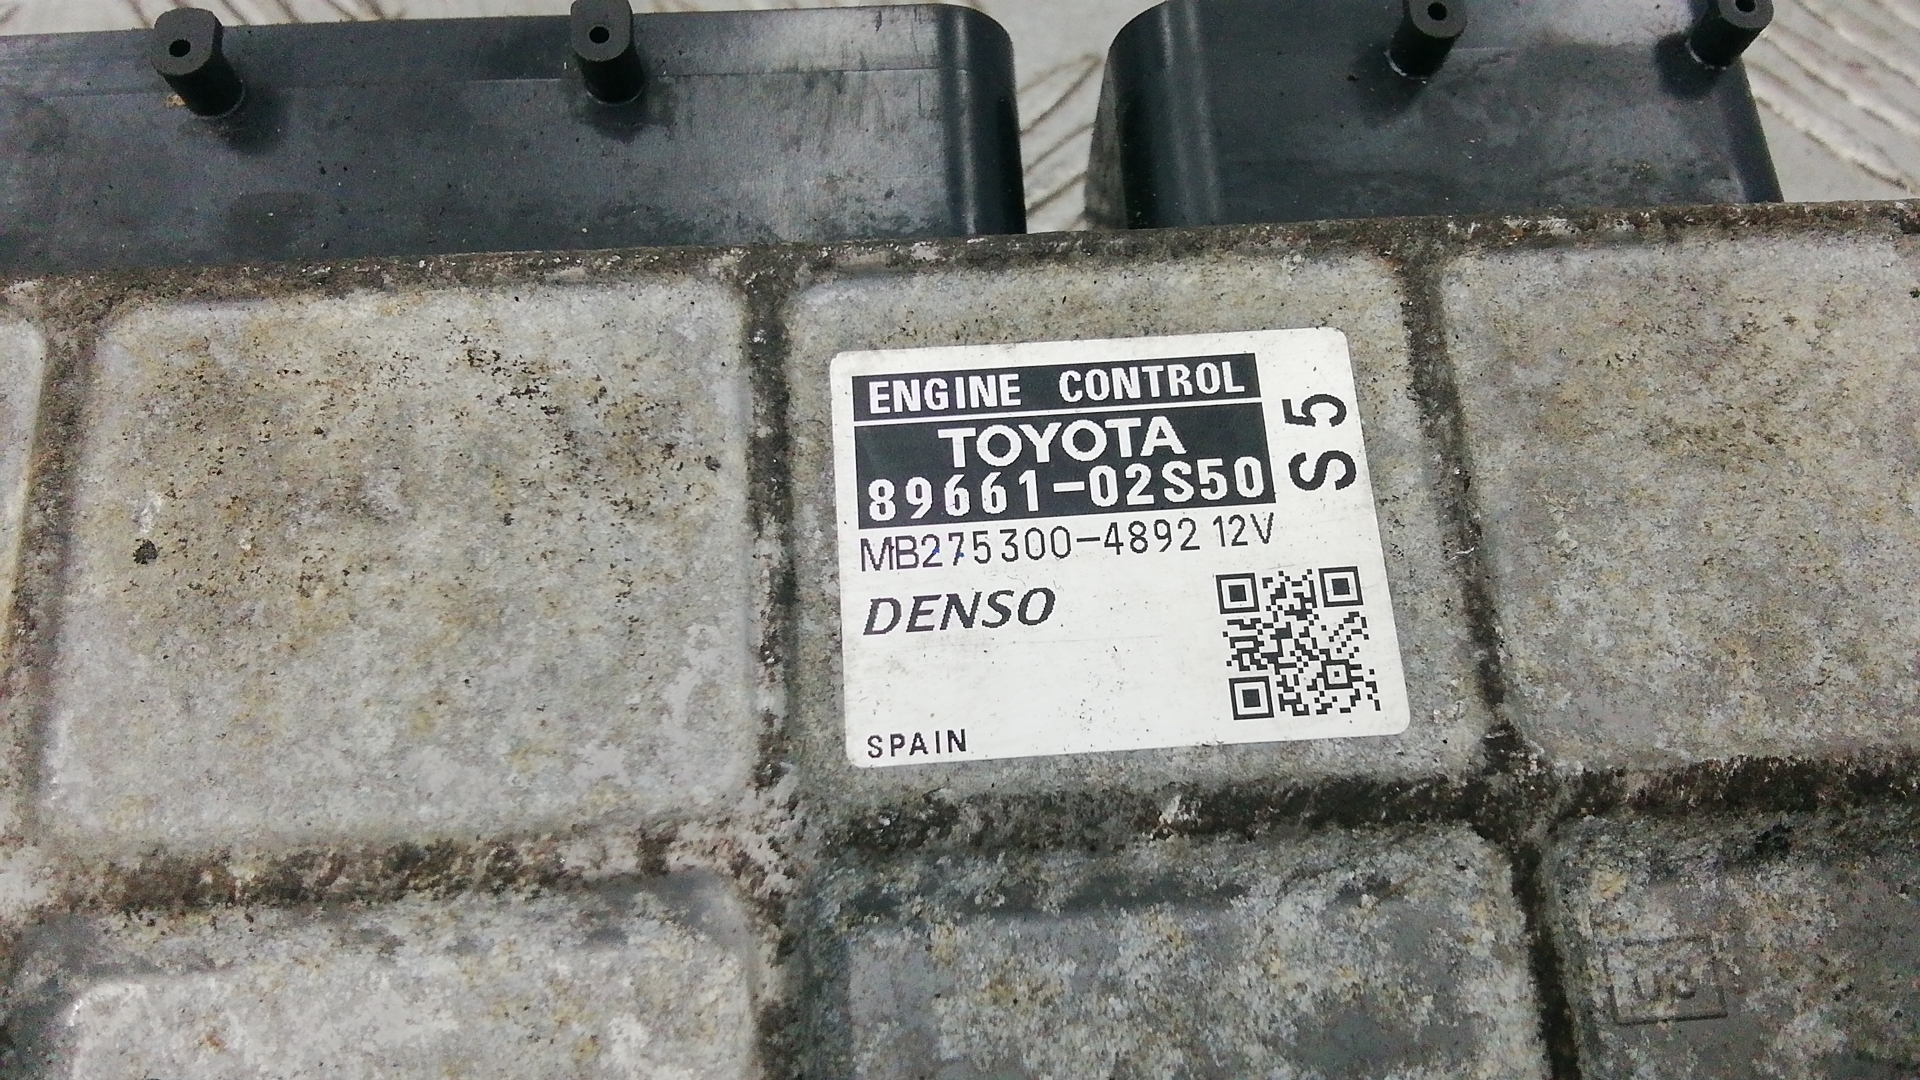 ENGINE CONTROL
TOYOTA
89661-02S50
S5
MB275300-4892 12V
DENSO
SPAIN